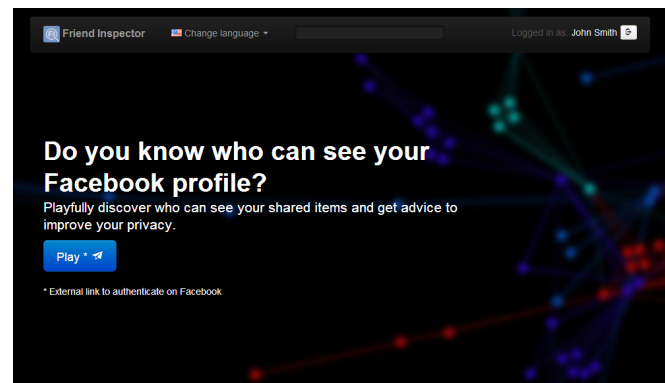 Friend Inspector Change language Logged in as: John Smith
Do you know who can see your
Facebook profile?
Playfully discover who can see your shared items and get advice to
improve your privacy.
Play *
* External link to authenticate on Facebook